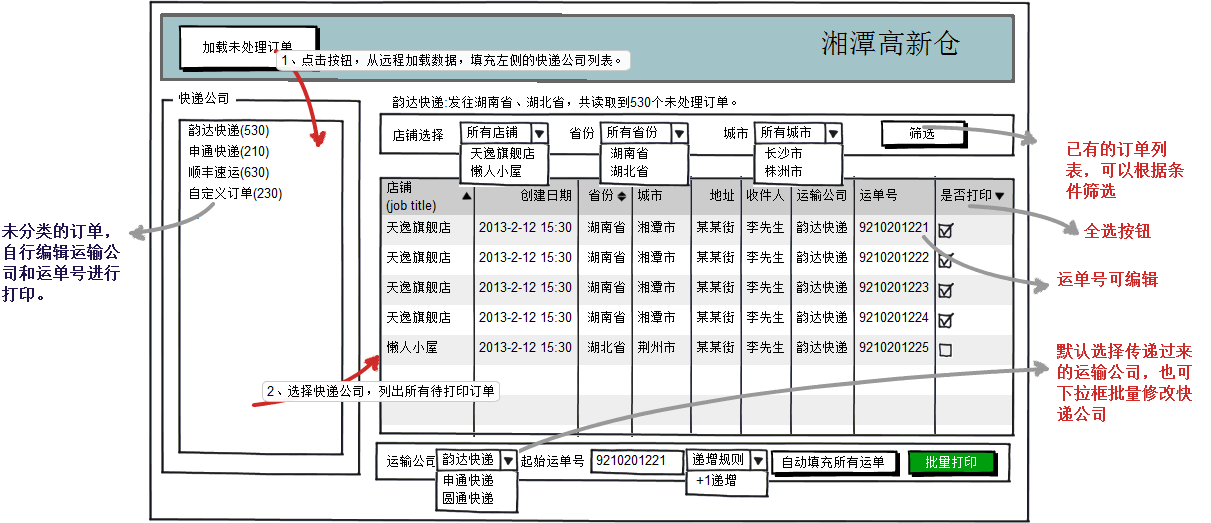 加载未处理订单
湘潭高新仓
1、点击按钮，从远程加载数据，填充左侧的快递公司列表。
快递公司
韵达快递(530)
申通快递(210)
顺丰速运(630)
自定义订单(230)
未分类的订单，
自行编辑运输公
司和运单号进行
打印。
韵达快递:发往湖南省、湖北省，共读取到530个未处理订单。
店铺选择 所有店铺 省份 所有省份 城市 所有城市 筛选
天逸旗舰店 湖南省 长沙市
懒人小屋 湖北省 株洲市
已有的订单列
表，可以根据条
件筛选
店铺
(job title) 创建日期 省份 城市 地址 收件人 运输公司 运单号 是否打印
天逸旗舰店 2013-2-12 15:30 湖南省 湘潭市 某某街 李先生 韵达快递 9210201221
天逸旗舰店 2013-2-12 15:30 湖南省 湘潭市 某某街 李先生 韵达快递 9210201222
天逸旗舰店 2013-2-12 15:30 湖南省 湘潭市 某某街 李先生 韵达快递 9210201223
天逸旗舰店 2013-2-12 15:30 湖南省 湘潭市 某某街 李先生 韵达快递 9210201224
懒人小屋 2013-2-12 15:30 湖北省 荆州市 某某街 李先生 韵达快递 9210201225
全选按钮
运单号可编辑
2、选择快递公司，列出所有待打印订单
默认选择传递过来
的运输公司，也可
下拉框批量修改快
递公司
运输公司 韵达快递 起始运单号 9210201221 递增规则 自动填充所有运单 批量打印
申通快递 +1递增
圆通快递